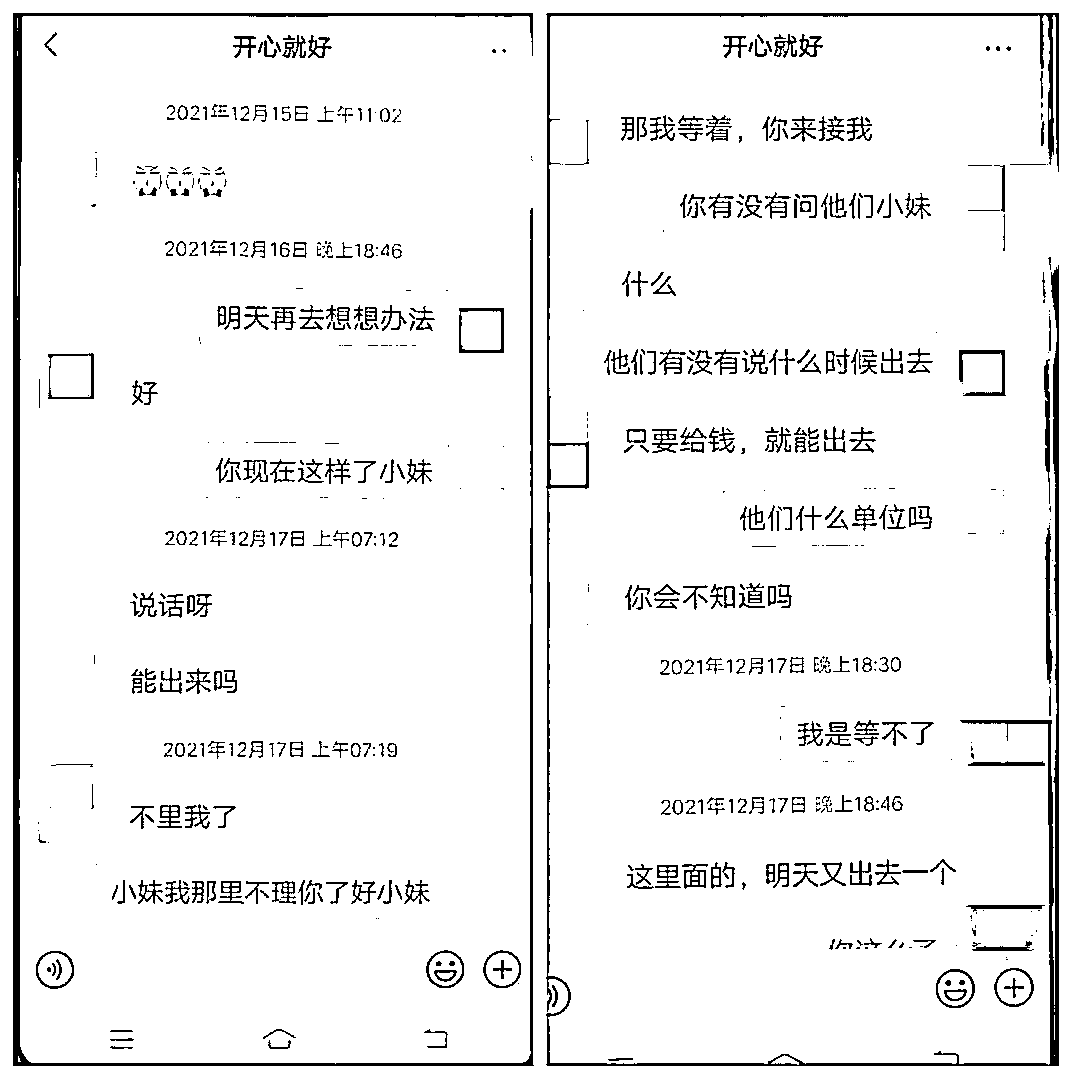 开心就好
2021年12月15日 上午11:02
2021年12月16日 晚上18:46
明天再去想想办法
好
你现在这样了小妹
2021年12月17日 上午07:12
说话呀
能出来吗
2021年12月17日 上午07:19
不里我了
小妹我那里不理你了好小妹
开心就好
那我等着，你来接我
你有没有问他们小妹
什么
他们有没有说什么时候出去
只要给钱，就能出去
他们什么单位吗
你会不知道吗
2021年12月17日 晚上18:30
我是等不了
2021年12月17日 晚上18:46
这里面的，明天又出去一个